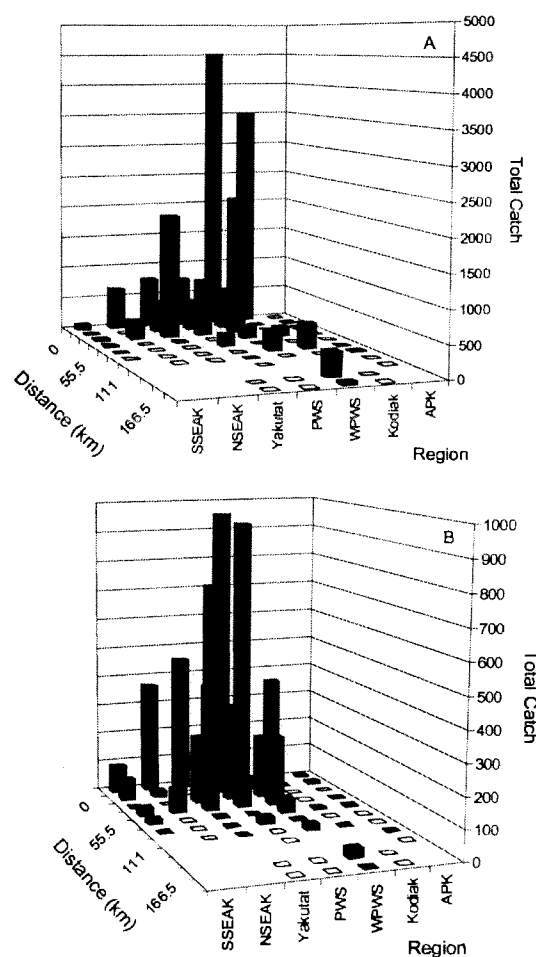 A
5000
4500
4000
3500
3000
2500
2000
1500
1000
500
0
Total Catch
0
55.5
111
166.5
Distance (km)
SSEAK
NSEAK
Yakutat
PWS
WPWS
Kodiak
APK
Region
B
1000
900
800
700
600
500
400
300
200
100
0
Total Catch
0
55.5
111
166.5
Distance (km)
SSEAK
NSEAK
Yakutat
PWS
WPWS
Kodiak
APK
Region